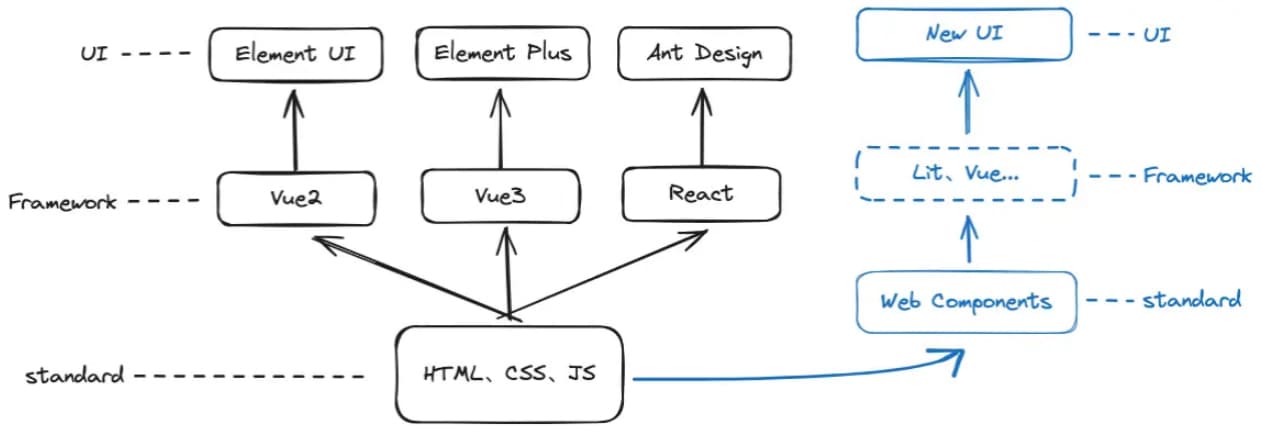 UI
Element UI
Element Plus
Ant Design
New UI
UI
Framework
Vue2
Vue3
React
Lit、Vue...
Framework
Web Components
standard
standard
HTML、CSS、JS